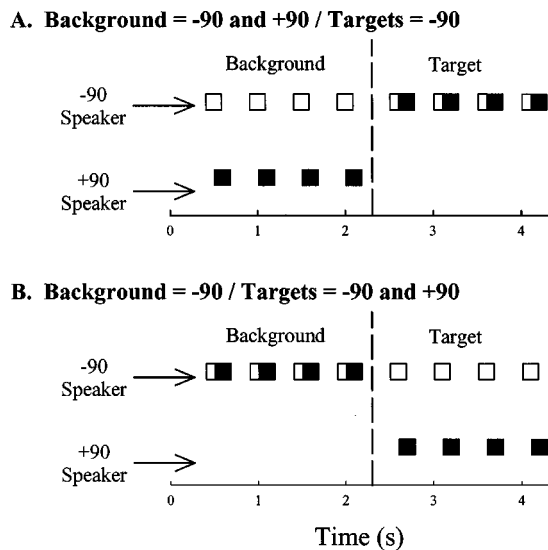 A. Background = -90 and +90 / Targets = -90
Background
Target
-90
Speaker
+90
Speaker
0 1 2 3 4
B. Background = -90 / Targets = -90 and +90
Background
Target
-90
Speaker
+90
Speaker
0 1 2 3 4
Time (s)